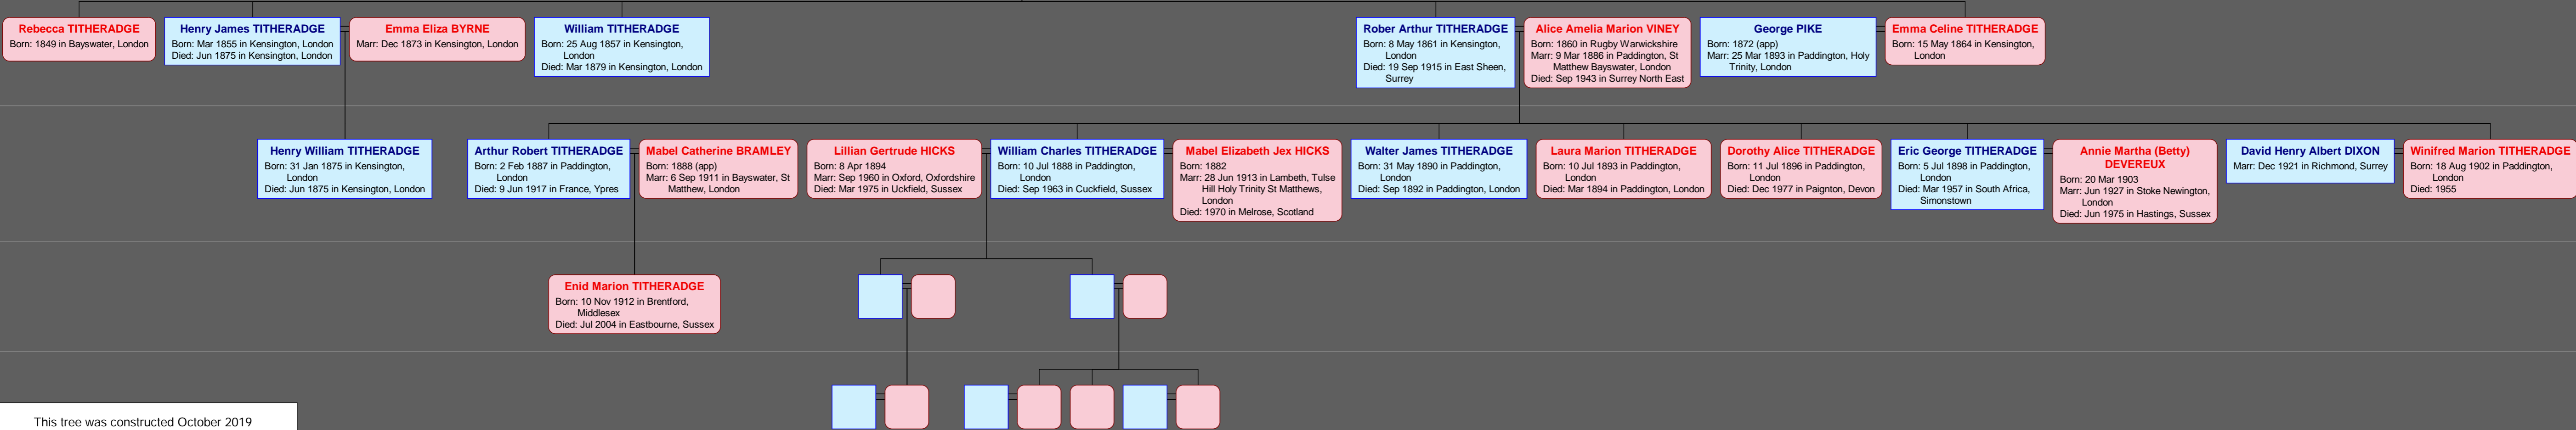 Rebecca TITHERADGE
Born: 1849 in Bayswater, London
Henry James TITHERADGE
Born: Mar 1855 in Kensington, London
Died: Jun 1875 in Kensington, London
Emma Eliza BYRNE
Marr: Dec 1873 in Kensington, London
William TITHERADGE
Born: 25 Aug 1857 in Kensington,
London
Died: Mar 1879 in Kensington, London
Rober Arthur TITHERADGE
Born: 8 May 1861 in Kensington,
London
Died: 19 Sep 1915 in East Sheen,
Surrey
Alice Amelia Marion VINEY
Born: 1860 in Rugby Warwickshire
Marr: 9 Mar 1886 in Paddington, St
Matthew Bayswater, London
Died: Sep 1943 in Surrey North East
George PIKE
Born: 1872 (app)
Marr: 25 Mar 1893 in Paddington, Holy
Trinity, London
Emma Celine TITHERADGE
Born: 15 May 1864 in Kensington,
London
Henry William TITHERADGE
Born: 31 Jan 1875 in Kensington,
London
Died: Jun 1875 in Kensington, London
Arthur Robert TITHERADGE
Born: 2 Feb 1887 in Paddington,
London
Died: 9 Jun 1917 in France, Ypres
Mabel Catherine BRAMLEY
Born: 1888 (app)
Marr: 6 Sep 1911 in Bayswater, St
Matthew, London
Lillian Gertrude HICKS
Born: 8 Apr 1894
Marr: Sep 1960 in Oxford, Oxfordshire
Died: Mar 1975 in Uckfield, Sussex
William Charles TITHERADGE
Born: 10 Jul 1888 in Paddington,
London
Died: Sep 1963 in Cuckfield, Sussex
Mabel Elizabeth Jex HICKS
Born: 1882
Marr: 28 Jun 1913 in Lambeth, Tulse
Hill Holy Trinity St Matthews,
London
Died: 1970 in Melrose, Scotland
Walter James TITHERADGE
Born: 31 May 1890 in Paddington,
London
Died: Sep 1892 in Paddington, London
Laura Marion TITHERADGE
Born: 10 Jul 1893 in Paddington,
London
Died: Mar 1894 in Paddington, London
Dorothy Alice TITHERADGE
Born: 11 Jul 1896 in Paddington,
London
Died: Dec 1977 in Paignton, Devon
Eric George TITHERADGE
Born: 5 Jul 1898 in Paddington,
London
Died: Mar 1957 in South Africa,
Simonstown
Annie Martha (Betty)
DEVEREUX
Born: 20 Mar 1903
Marr: Jun 1927 in Stoke Newington,
London
Died: Jun 1975 in Hastings, Sussex
David Henry Albert DIXON
Marr: Dec 1921 in Richmond, Surrey
Winifred Marion TITHERADGE
Born: 18 Aug 1902 in Paddington,
London
Died: 1955
Enid Marion TITHERADGE
Born: 10 Nov 1912 in Brentford,
Middlesex
Died: Jul 2004 in Eastbourne, Sussex
This tree was constructed October 2019